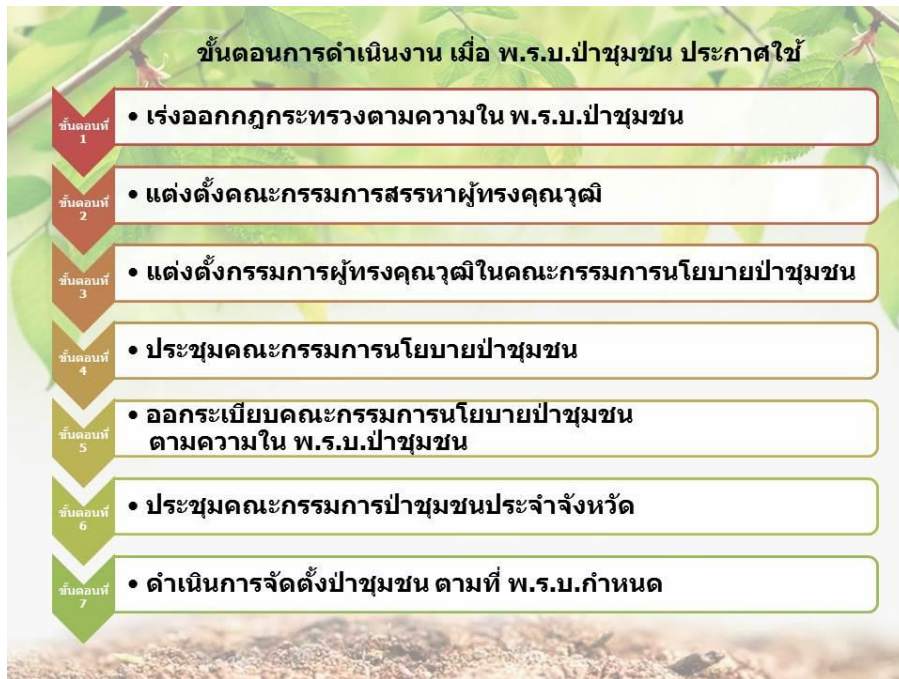 ขั้นตอนการดำเนินงาน เมื่อ พ.ร.บ.ป่าชุมชน ประกาศใช้
ขั้นตอนที่
1
• เร่งออกกฎกระทรวงตามความใน พ.ร.บ.ป่าชุมชน
ขั้นตอนที่
2
• แต่งตั้งคณะกรรมการสรรหาผู้ทรงคุณวุฒิ
ขั้นตอนที่
3
• แต่งตั้งกรรมการผู้ทรงคุณวุฒิในคณะกรรมการนโยบายป่าชุมชน
ขั้นตอนที่
4
• ประชุมคณะกรรมการนโยบายป่าชุมชน
ขั้นตอนที่
5
• ออกระเบียบคณะกรรมการนโยบายป่าชุมชน
ตามความใน พ.ร.บ.ป่าชุมชน
ขั้นตอนที่
6
• ประชุมคณะกรรมการป่าชุมชนประจำจังหวัด
ขั้นตอนที่
7
• ดำเนินการจัดตั้งป่าชุมชน ตามที่ พ.ร.บ.กำหนด